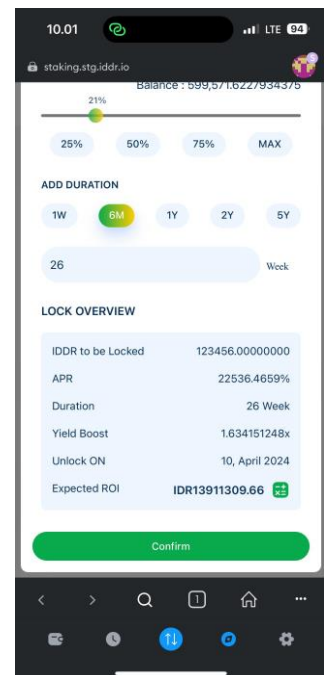 10.01 LTE 94
staking.stg.iddr.io
Balance : 599,571.6227934375
21%
25% 50% 75% MAX
ADD DURATION
1W 6M 1Y 2Y 5Y
26 Week
LOCK OVERVIEW
IDDR to be Locked 123456.00000000
APR 22536.4659%
Duration 26 Week
Yield Boost 1.634151248x
Unlock ON 10, April 2024
Expected ROI IDR13911309.66
Confirm
1